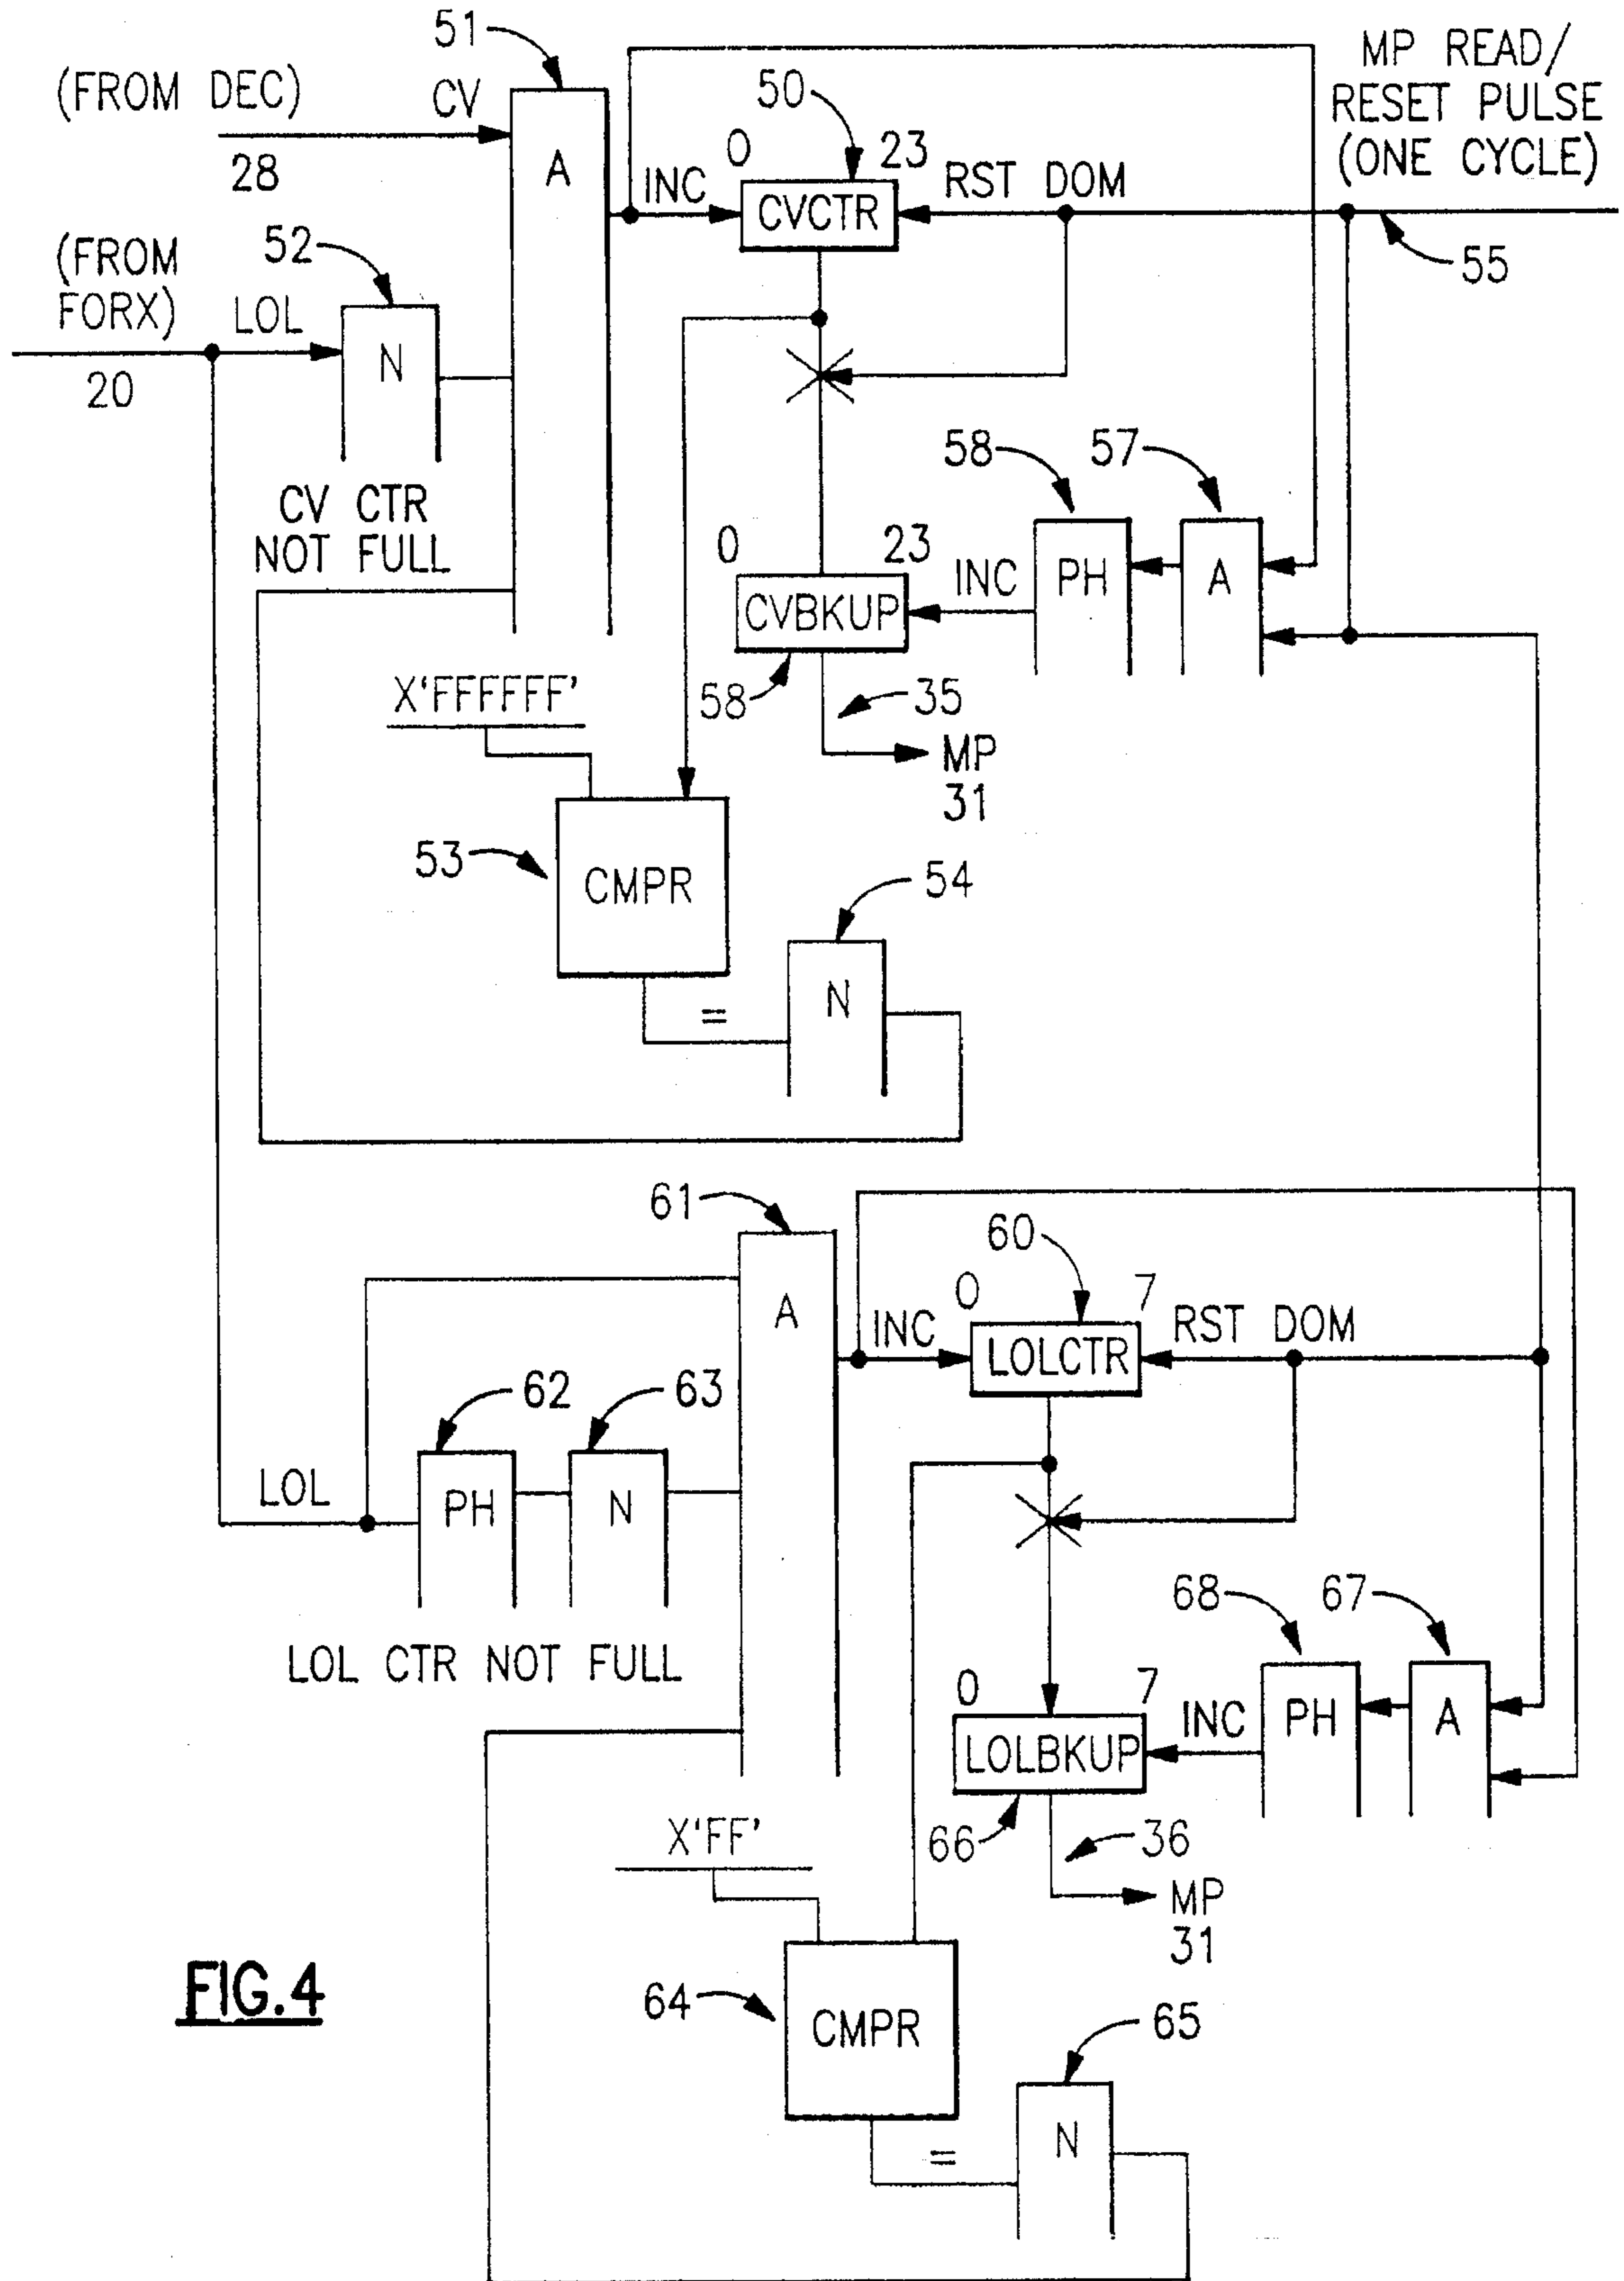 51
(FROM DEC)
CV
28
A
MP READ/
RESET PULSE
(ONE CYCLE)
50
0
23
INC
CVCTR
RST DOM
55
(FROM
FORX)
LOL
20
52
N
CV CTR
NOT FULL
58
57
0
23
CVBKUP
INC
PH
A
58
35
MP
31
X'FFFFFF'
53
CMPR
54
=
N
61
A
60
0
7
INC
LOLCTR
RST DOM
62
63
LOL
PH
N
LOL CTR NOT FULL
68
67
0
7
LOLBKUP
INC
PH
A
66
36
MP
31
X'FF'
64
CMPR
65
=
N
FIG.4